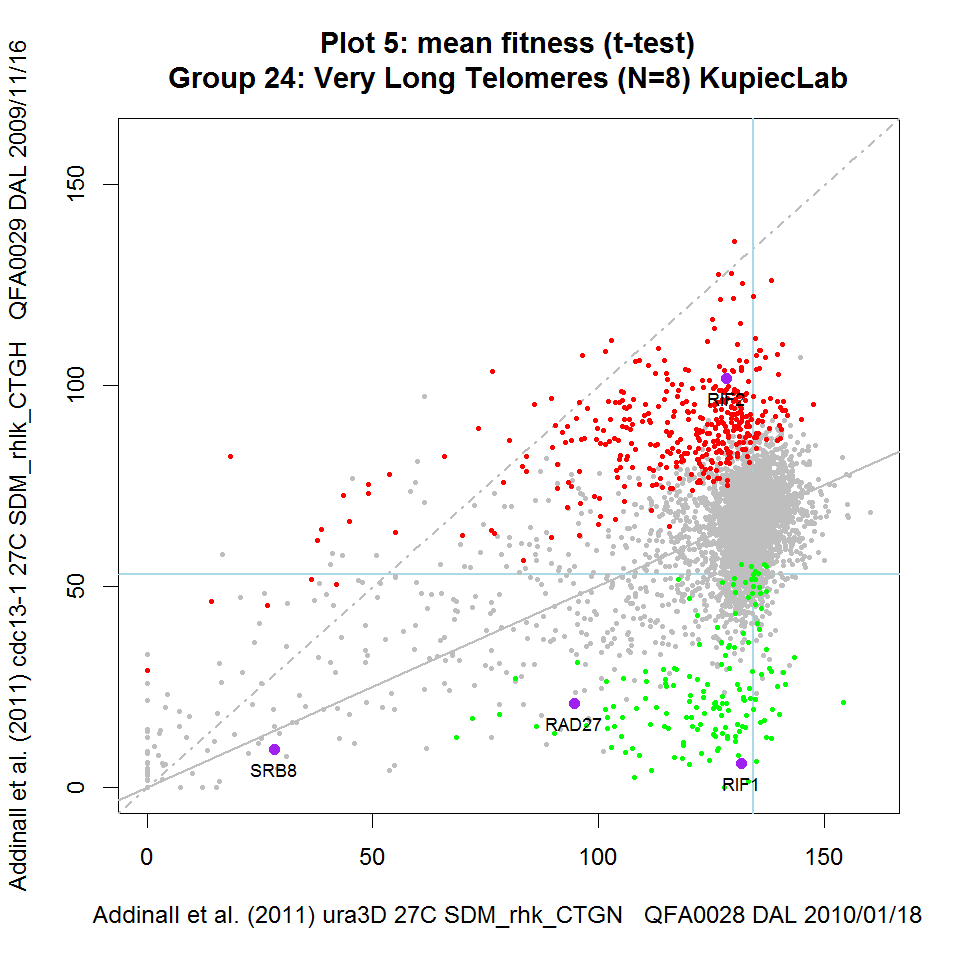 Plot 5: mean fitness (t-test)
Group 24: Very Long Telomeres (N=8) KupiecLab
Addinall et al. (2011) cdc13-1 27C SDM_rhk_CTGH   QFA0029 DAL 2009/11/16
150
100
50
0
RIF2
RAD27
SRB8
RIF1
0
50
100
150
Addinall et al. (2011) ura3D 27C SDM_rhk_CTGN   QFA0028 DAL 2010/01/18